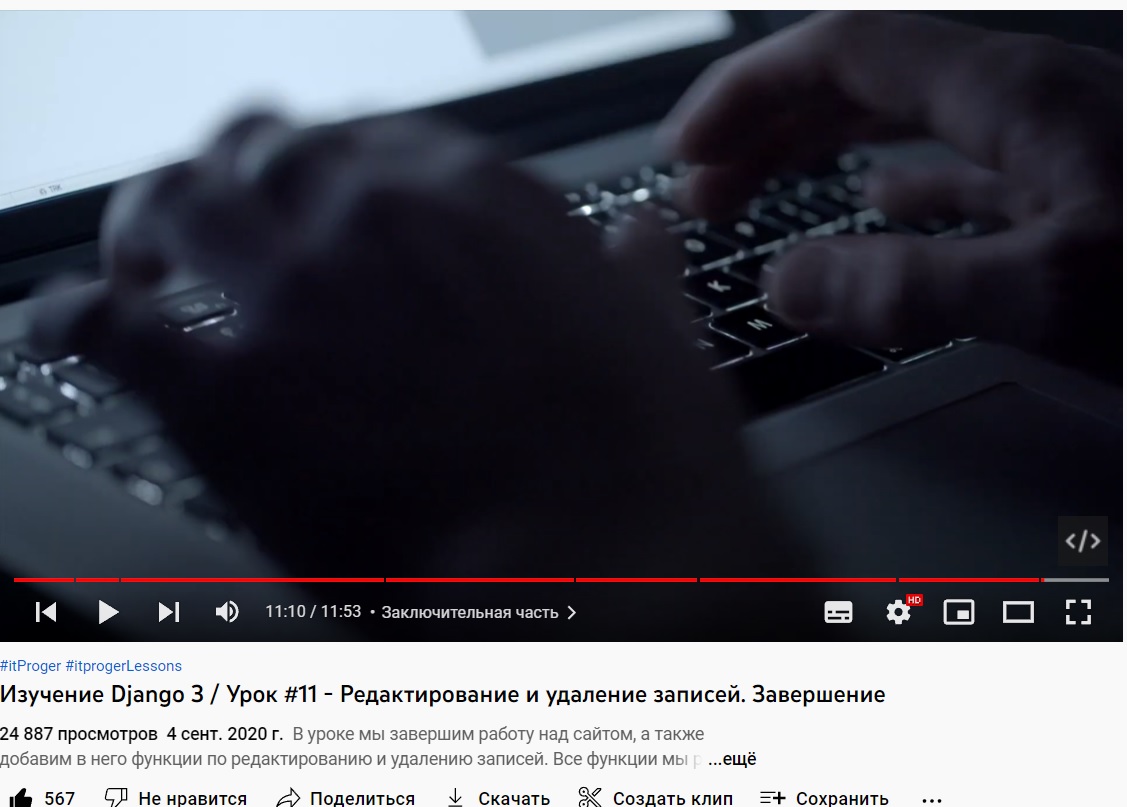 K
M
</>
HD
11:10 / 11:53 • Заключительная часть
#itProger #itprogerLessons
Изучение Django 3 / Урок #11 - Редактирование и удаление записей. Завершение
24 887 просмотров 4 сент. 2020 г. В уроке мы завершим работу над сайтом, а также
добавим в него функции по редактированию и удалению записей. Все функции мы ...ещё
567 Не нравится Поделиться Скачать Создать клип Сохранить ...